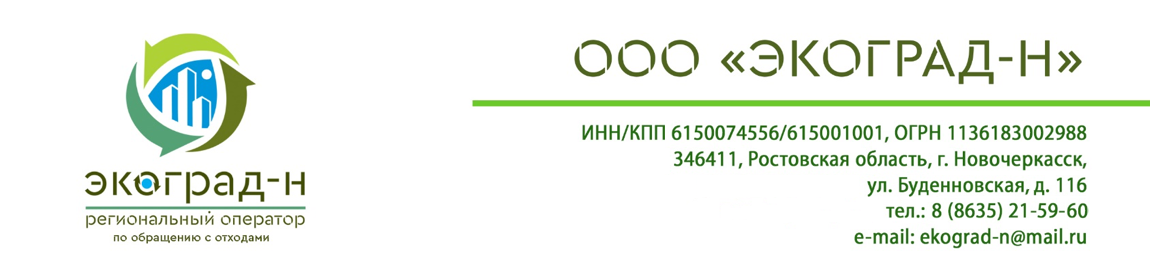 экоград-н
региональный оператор
по обращению с отходами
ООО «ЭКОГРАД-Н»
ИНН/КПП 6150074556/615001001, ОГРН 1136183002988
346411, Ростовская область, г. Новочеркасск,
ул. Буденновская, д. 116
тел.: 8 (8635) 21-59-60
e-mail: ekograd-n@mail.ru